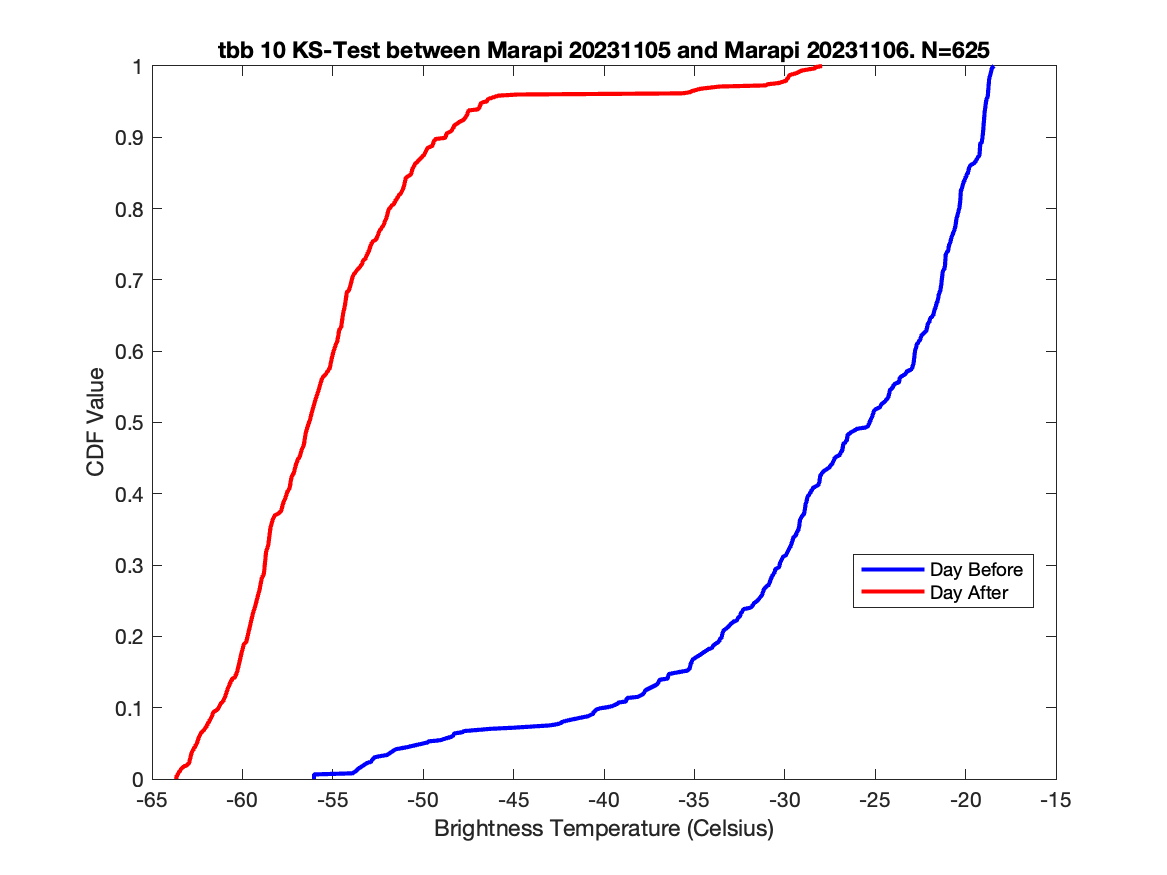 tbb 10 KS-Test between Marapi 20231105 and Marapi 20231106. N=625
1
0.9
0.8
0.7
0.6
0.5
0.4
0.3
0.2
0.1
0
CDF Value
Day Before
Day After
-65 -60 -55 -50 -45 -40 -35 -30 -25 -20 -15
Brightness Temperature (Celsius)